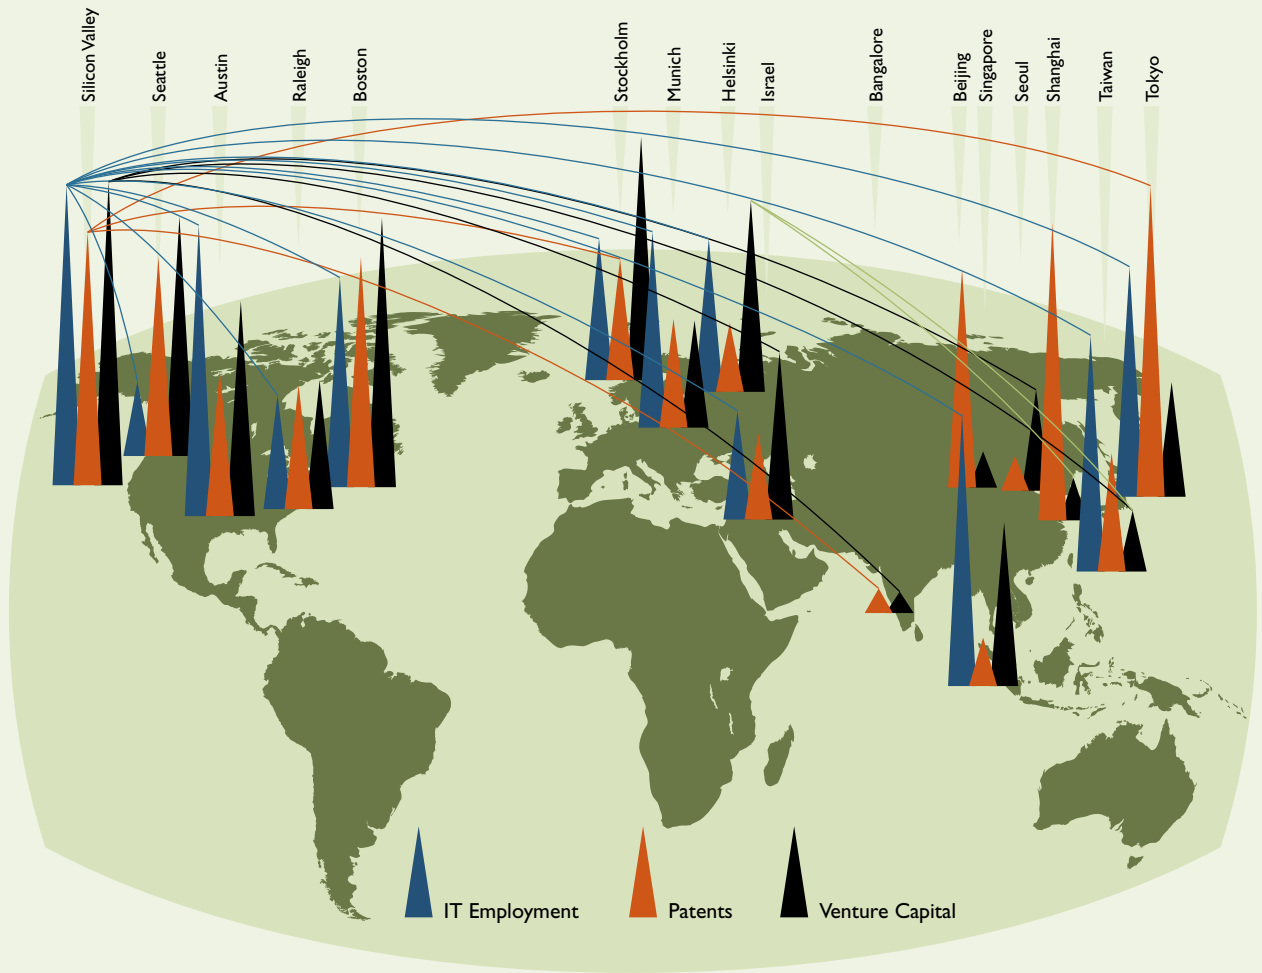 Silicon Valley
Seattle
Austin
Raleigh
Boston
Stockholm
Munich
Helsinki
Israel
Bangalore
Beijing
Singapore
Seoul
Shanghai
Taiwan
Tokyo
IT Employment
Patents
Venture Capital